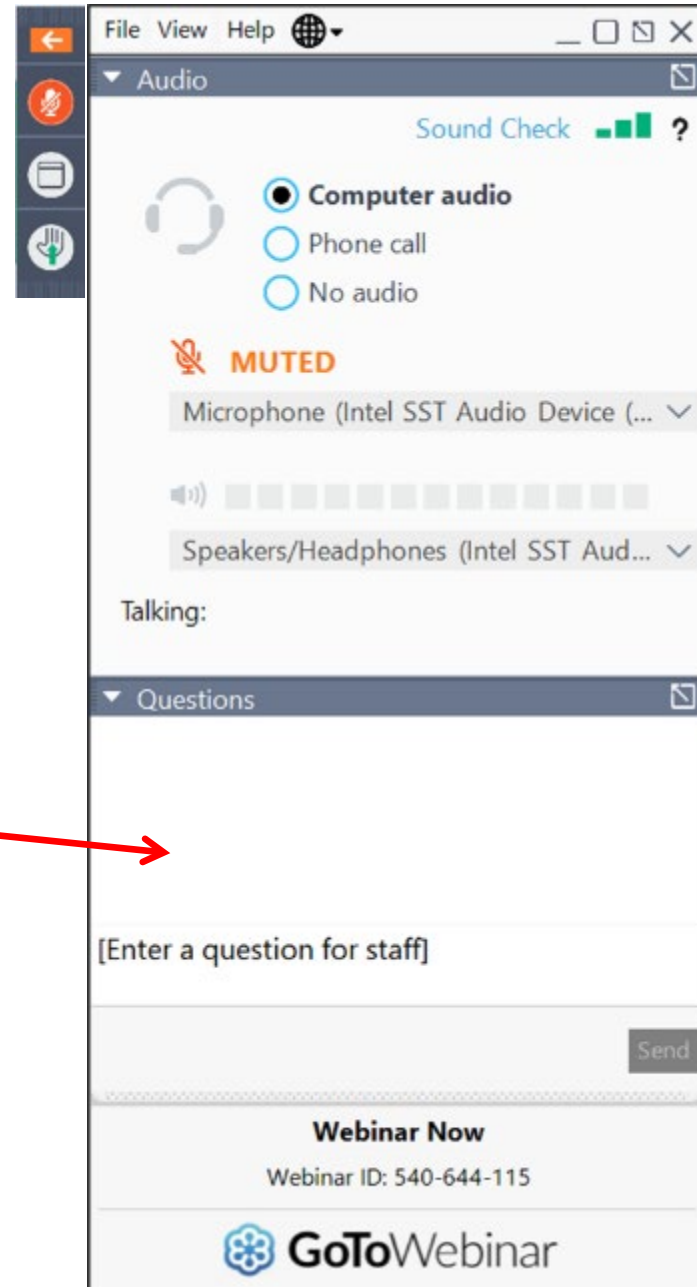 File View Help
Audio
Sound Check ?
Computer audio
Phone call
No audio
MUTED
Microphone (Intel SST Audio Device (...
Speakers/Headphones (Intel SST Aud...
Talking:
Questions
[Enter a question for staff]
Send
Webinar Now
Webinar ID: 540-644-115
GoToWebinar